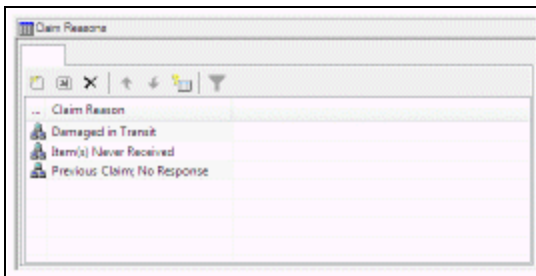 Claim Reasons
... Claim Reason
Damaged in Transit
Item(s) Never Received
Previous Claim; No Response